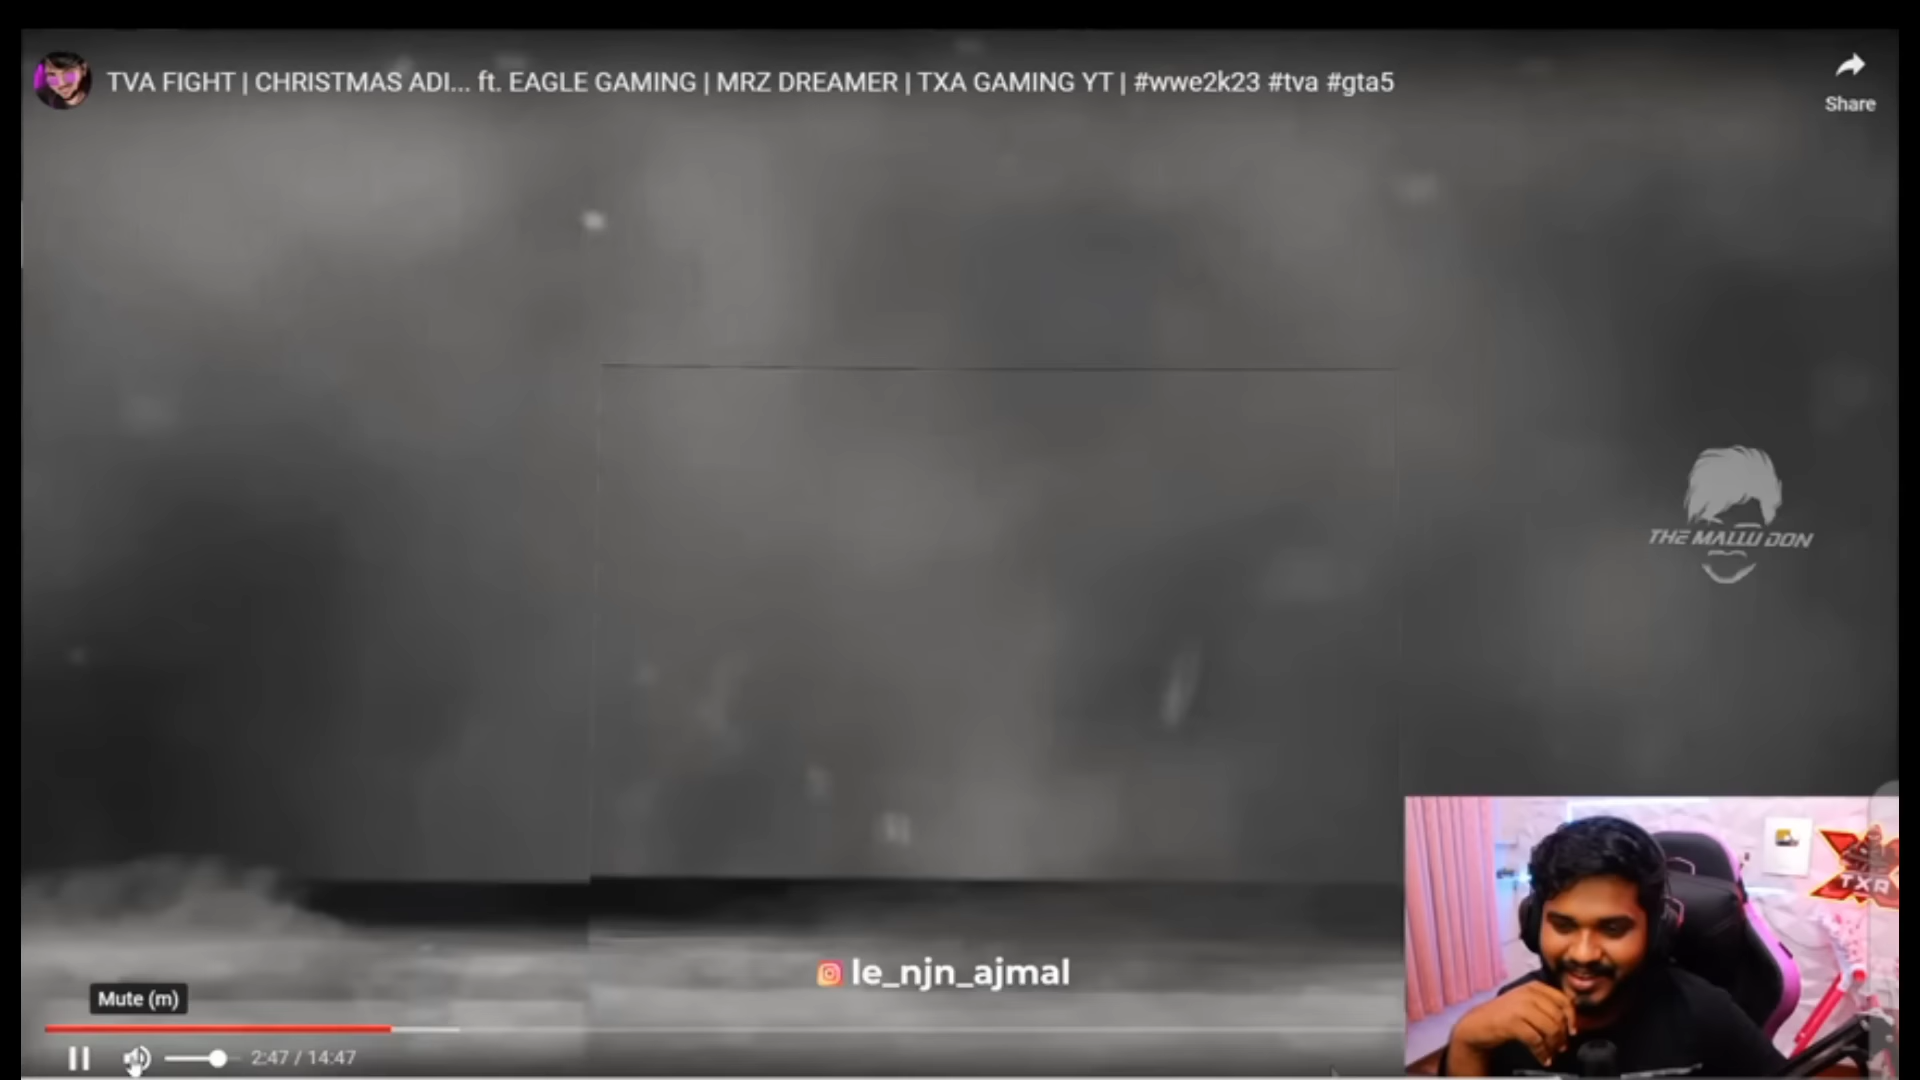 TVA FIGHT | CHRISTMAS ADI... ft. EAGLE GAMING | MRZ DREAMER | TXA GAMING YT | #wwe2k23 #tva #gta5
Share
THE MALLU DON
TXA
le_njn_ajmal
Mute (m)
2:47 / 14:47